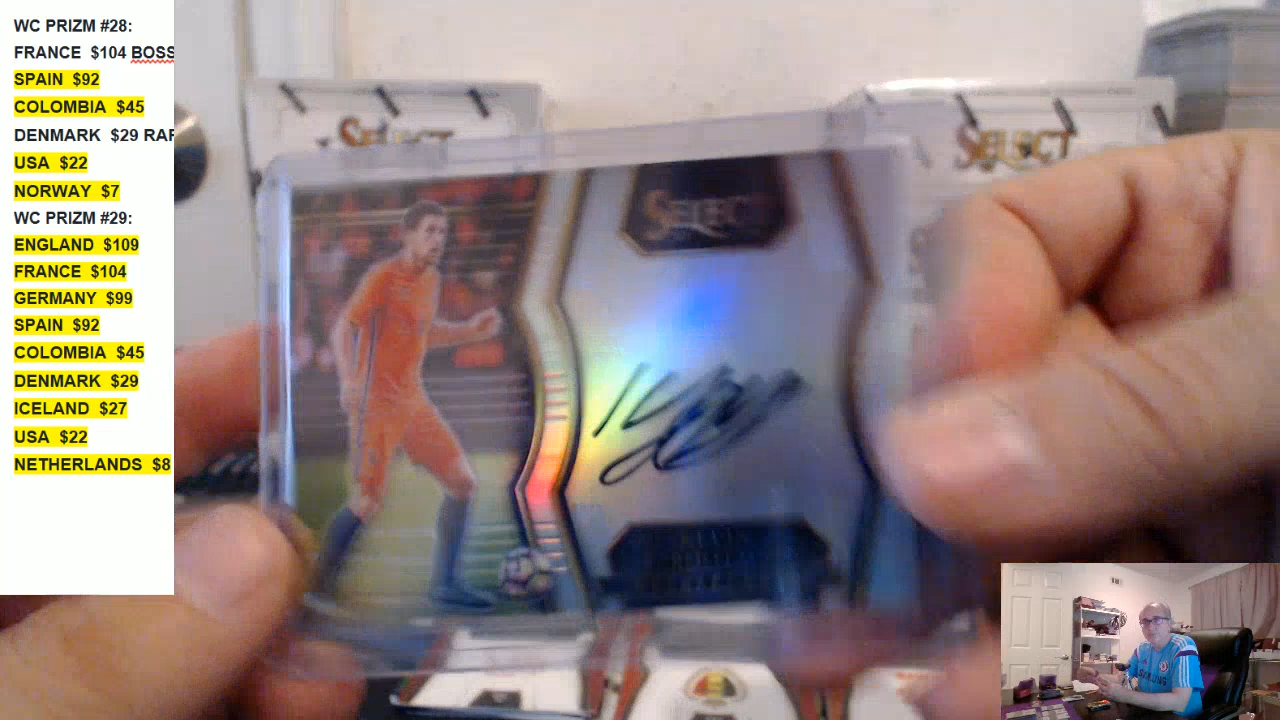 WC PRIZM #28:
FRANCE $104 BOSS
SPAIN $92
COLOMBIA $45
DENMARK $29 RAF
USA $22
NORWAY $7
WC PRIZM #29:
ENGLAND $109
FRANCE $104
GERMANY $99
SPAIN $92
COLOMBIA $45
DENMARK $29
ICELAND $27
USA $22
NETHERLANDS $8
SELECT
SELECT
SELECT